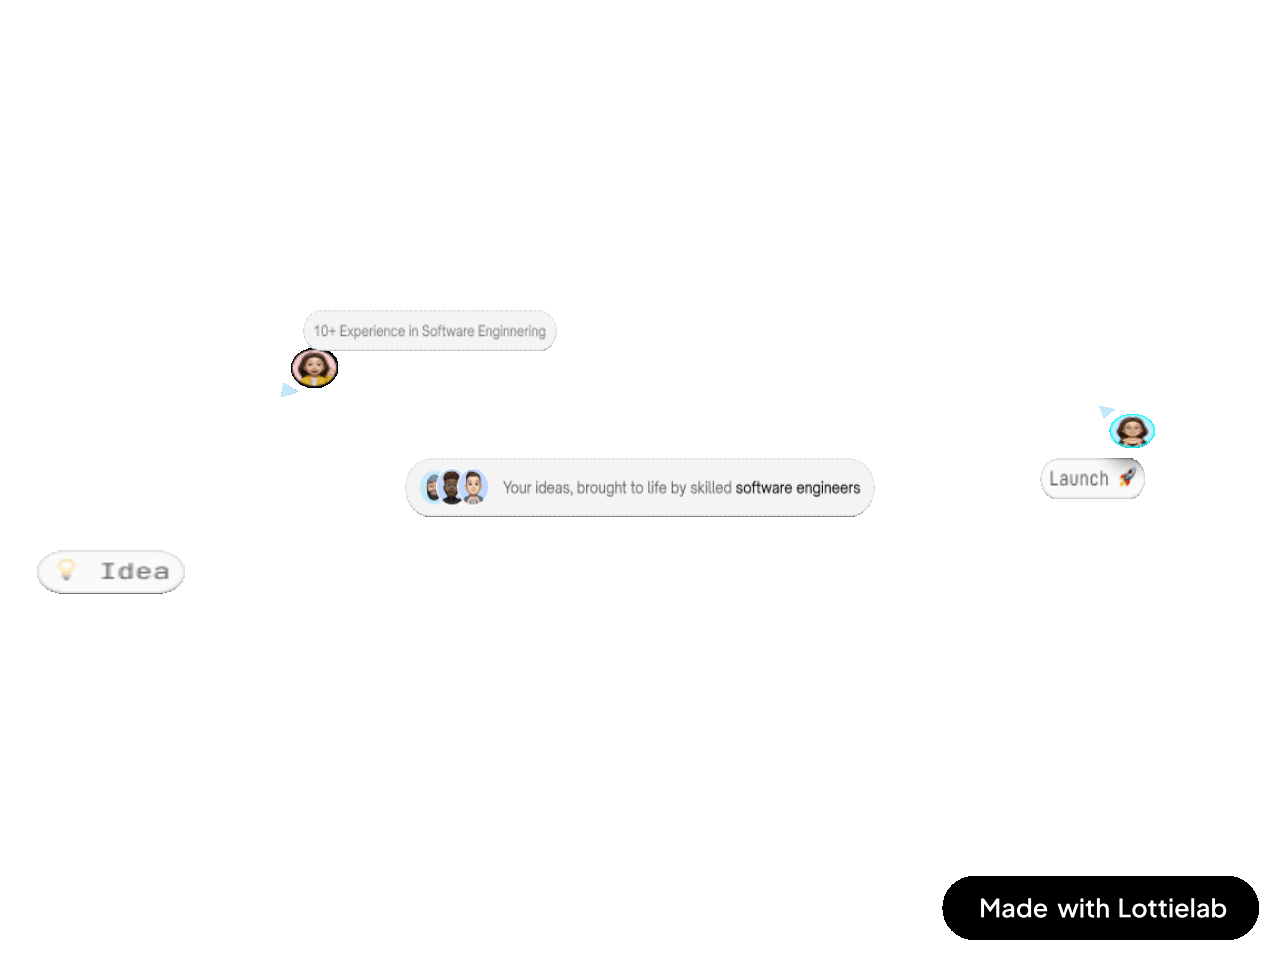 10+ Experience in Software Enginnering
Launch 🚀
Your ideas, brought to life by skilled software engineers
💡 Idea
Made with Lottielab